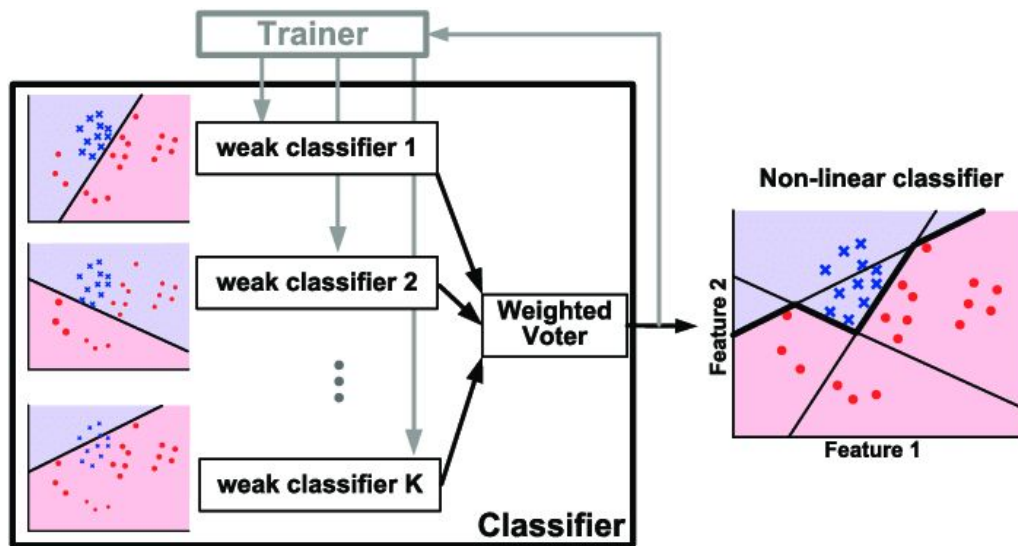 Trainer
weak classifier 1
weak classifier 2
weak classifier K
Weighted
Voter
Classifier
Non-linear classifier
Feature 2
Feature 1